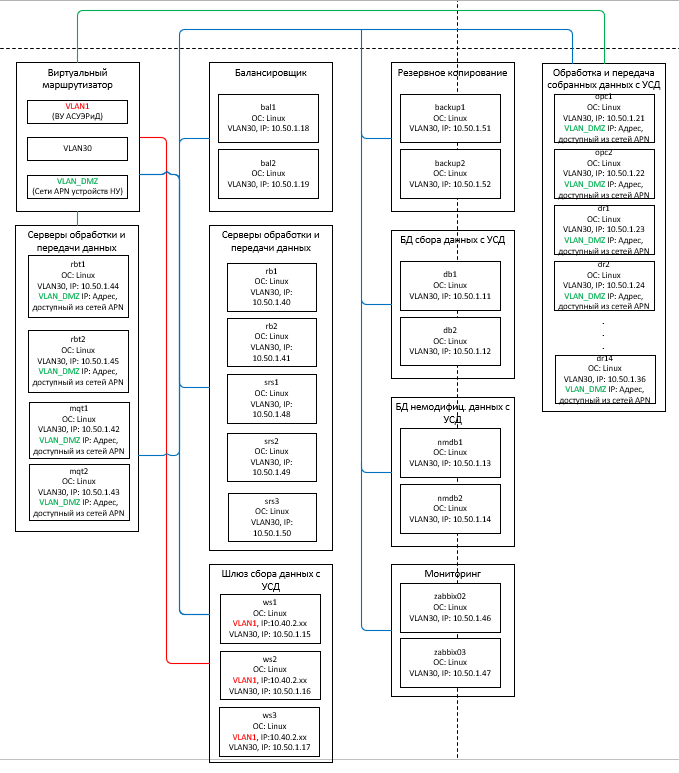 Виртуальный
маршрутизатор
VLAN1
(ВУ АСУЭРиД)
VLAN30
VLAN_DMZ
(Сети APN устройств НУ)
Серверы обработки и
передачи данных
rbt1
ОС: Linux
VLAN30, IP: 10.50.1.44
VLAN_DMZ IP: Адрес,
доступный из сетей APN
rbt2
ОС: Linux
VLAN30, IP: 10.50.1.45
VLAN_DMZ IP: Адрес,
доступный из сетей APN
mqt1
ОС: Linux
VLAN30, IP: 10.50.1.42
VLAN_DMZ IP: Адрес,
доступный из сетей APN
mqt2
ОС: Linux
VLAN30, IP: 10.50.1.43
VLAN_DMZ IP: Адрес,
доступный из сетей APN
Балансировщик
bal1
ОС: Linux
VLAN30, IP: 10.50.1.18
bal2
ОС: Linux
VLAN30, IP: 10.50.1.19
Серверы обработки и
передачи данных
rb1
ОС: Linux
VLAN30, IP:
10.50.1.40
rb2
ОС: Linux
VLAN30, IP:
10.50.1.41
srs1
ОС: Linux
VLAN30, IP:
10.50.1.48
srs2
ОС: Linux
VLAN30, IP:
10.50.1.49
srs3
ОС: Linux
VLAN30, IP:
10.50.1.50
Шлюз сбора данных с
УСД
ws1
ОС: Linux
VLAN1, IP:10.40.2.xx
VLAN30, IP: 10.50.1.15
ws2
ОС: Linux
VLAN1, IP:10.40.2.xx
VLAN30, IP: 10.50.1.16
ws3
ОС: Linux
VLAN1, IP:10.40.2.xx
VLAN30, IP: 10.50.1.17
Резервное копирование
backup1
ОС: Linux
VLAN30, IP: 10.50.1.51
backup2
ОС: Linux
VLAN30, IP: 10.50.1.52
БД сбора данных с УСД
db1
ОС: Linux
VLAN30, IP: 10.50.1.11
db2
ОС: Linux
VLAN30, IP: 10.50.1.12
БД немодифиц. данных с
УСД
nmdb1
ОС: Linux
VLAN30, IP: 10.50.1.13
nmdb2
ОС: Linux
VLAN30, IP: 10.50.1.14
Мониторинг
zabbix02
ОС: Linux
VLAN30, IP: 10.50.1.46
zabbix03
ОС: Linux
VLAN30, IP: 10.50.1.47
Обработка и передача
собранных данных с УСД
opc1
ОС: Linux
VLAN30, IP: 10.50.1.21
VLAN_DMZ IP: Адрес,
доступный из сетей APN
opc2
ОС: Linux
VLAN30, IP: 10.50.1.22
VLAN_DMZ IP: Адрес,
доступный из сетей APN
dr1
ОС: Linux
VLAN30, IP: 10.50.1.23
VLAN_DMZ IP: Адрес,
доступный из сетей APN
dr2
ОС: Linux
VLAN30, IP: 10.50.1.24
VLAN_DMZ IP: Адрес,
доступный из сетей APN
.
.
.
dr14
ОС: Linux
VLAN30, IP: 10.50.1.36
VLAN_DMZ IP: Адрес,
доступный из сетей APN